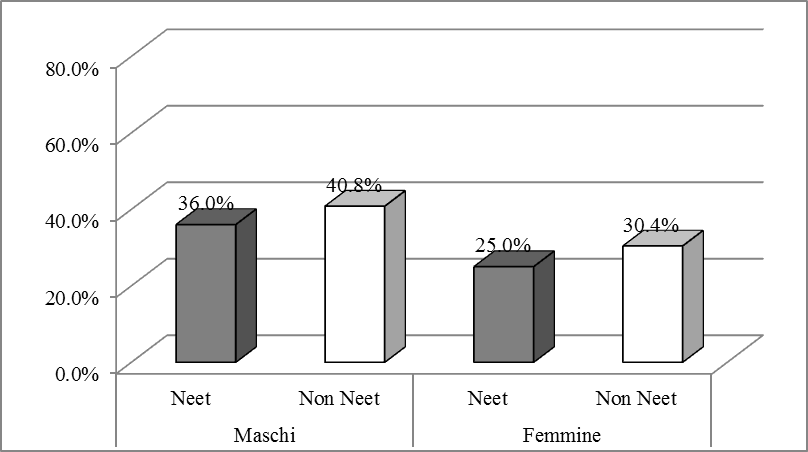 80.0%
60.0%
40.0%
20.0%
0.0%
36.0%
40.8%
25.0%
30.4%
Neet
Non Neet
Neet
Non Neet
Maschi
Femmine